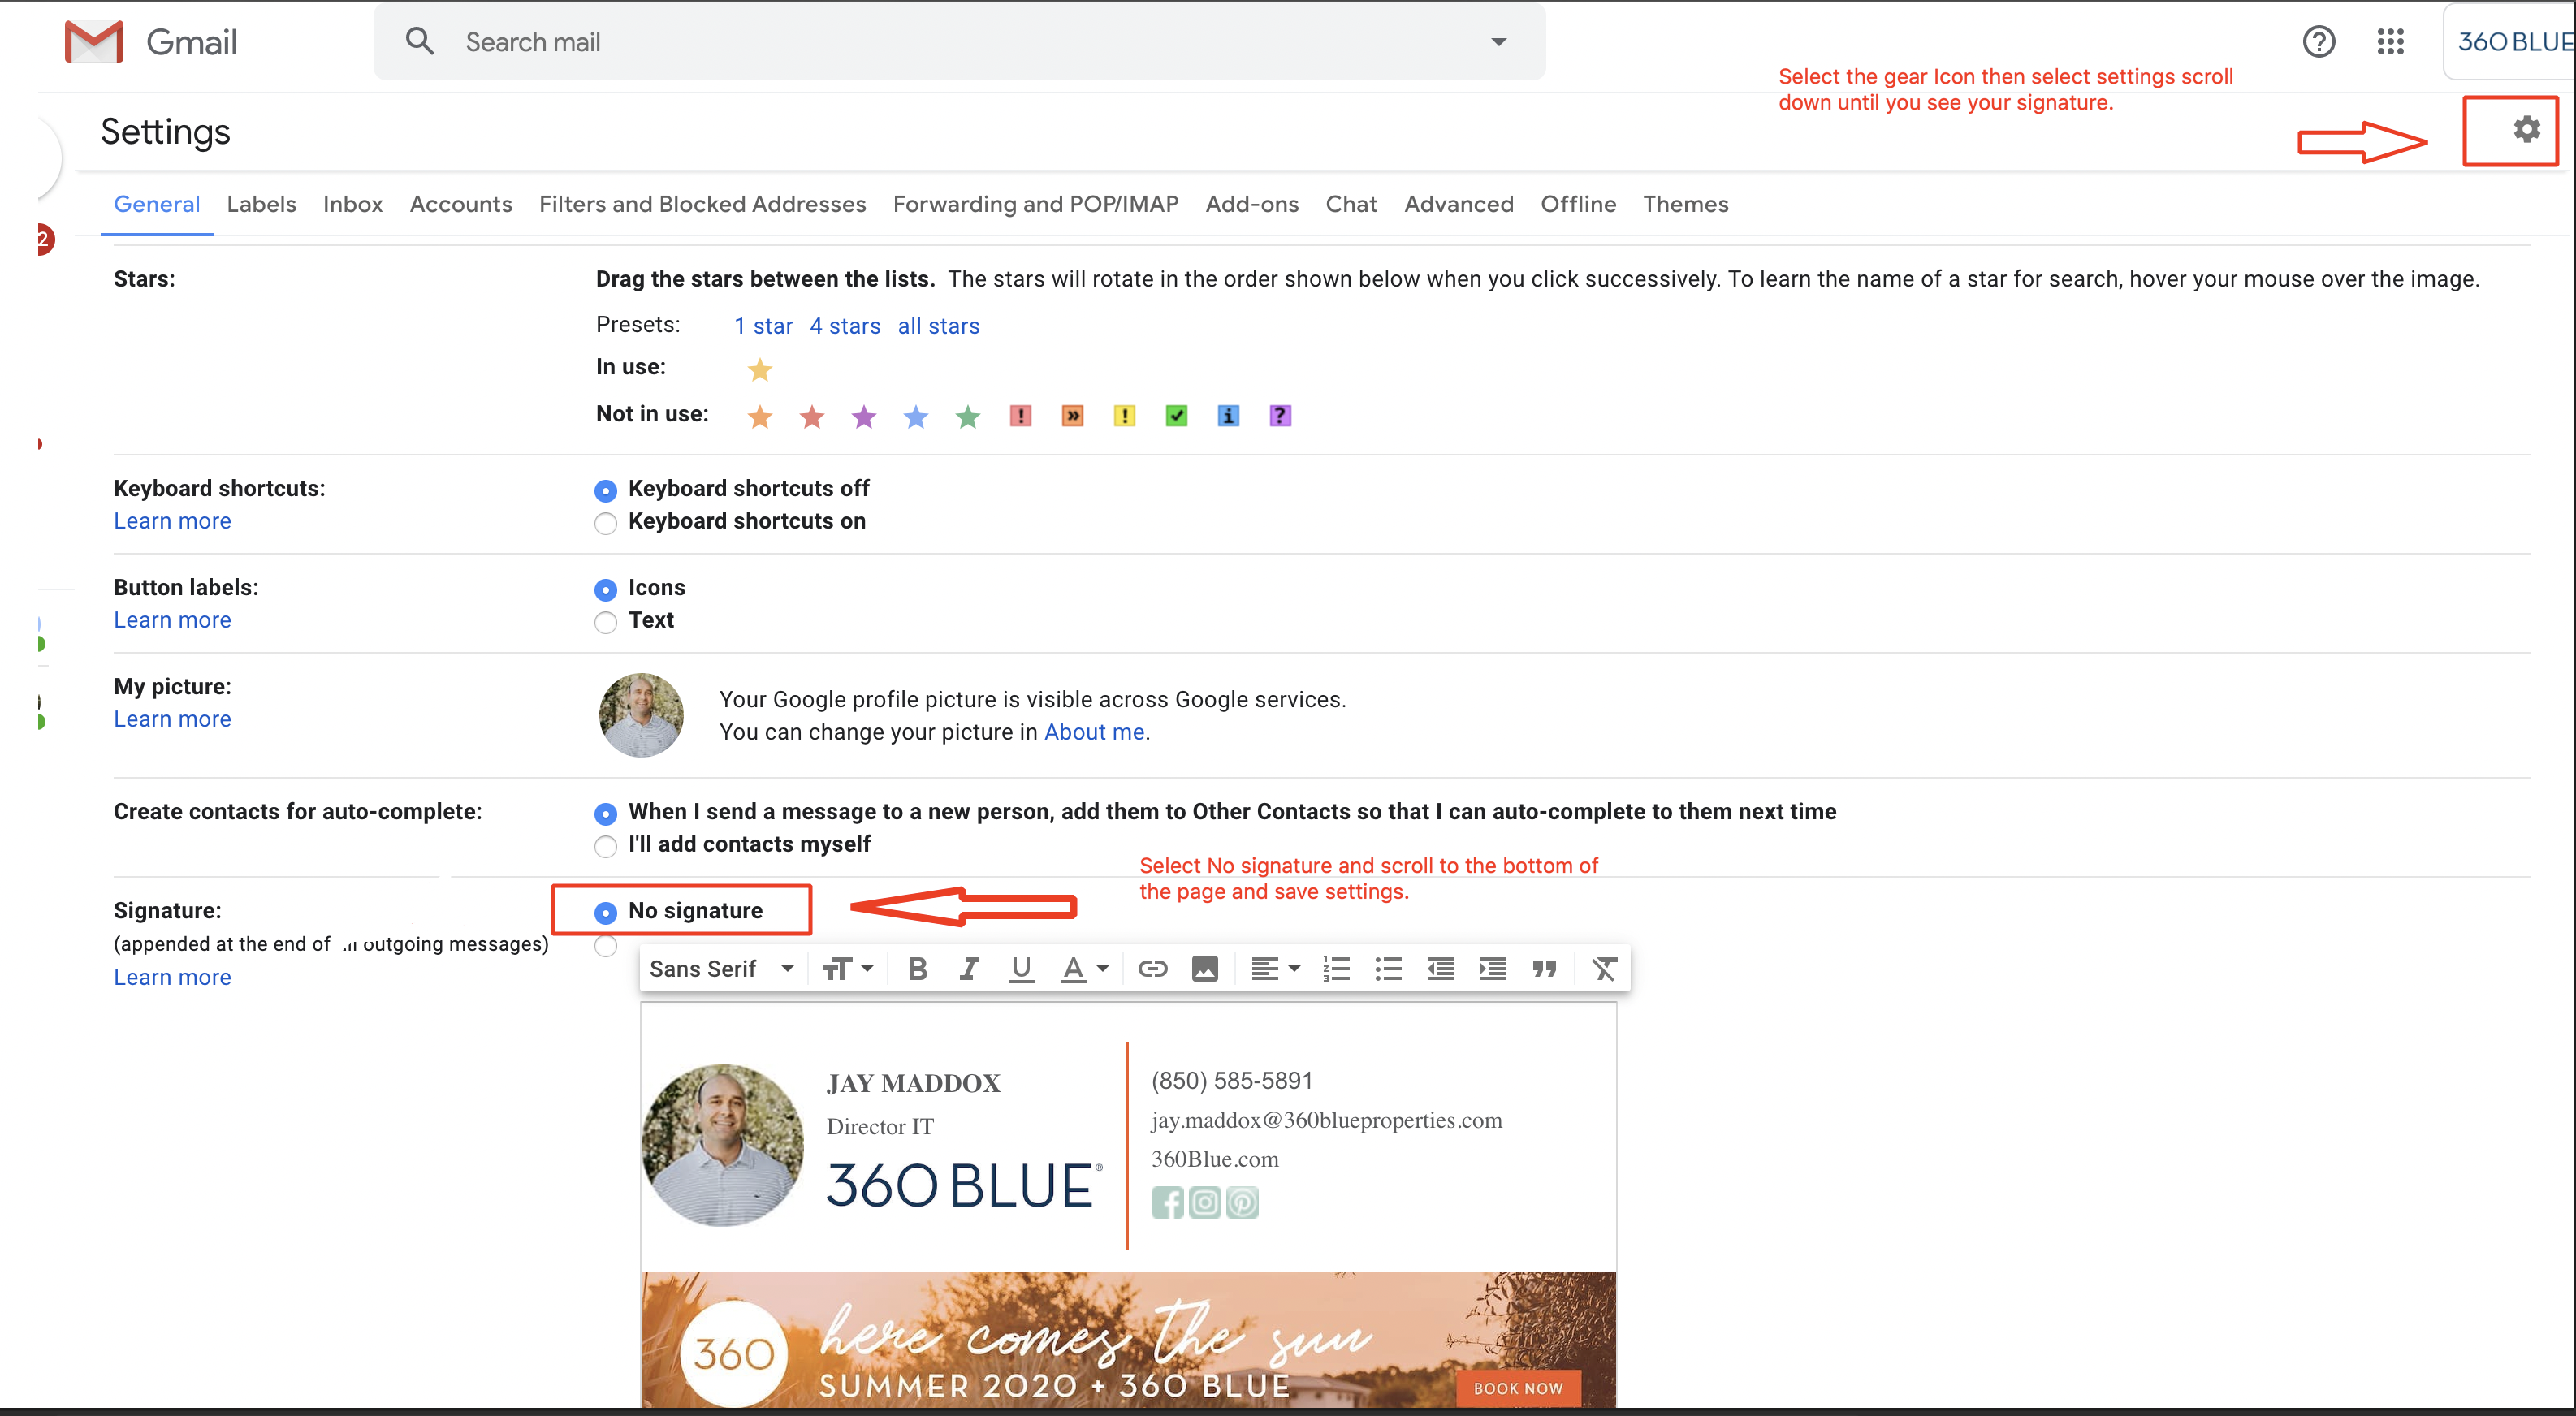 Gmail
Search mail
360 BLUE
Select the gear Icon then select settings scroll
down until you see your signature.
Settings
General Labels Inbox Accounts Filters and Blocked Addresses Forwarding and POP/IMAP Add-ons Chat Advanced Offline Themes
2
Stars:
Drag the stars between the lists. The stars will rotate in the order shown below when you click successively. To learn the name of a star for search, hover your mouse over the image.
Presets: 1 star 4 stars all stars
In use:
Not in use:
Keyboard shortcuts:
Learn more
Keyboard shortcuts off
Keyboard shortcuts on
Button labels:
Learn more
Icons
Text
My picture:
Learn more
Your Google profile picture is visible across Google services.
You can change your picture in About me.
Create contacts for auto-complete:
When I send a message to a new person, add them to Other Contacts so that I can auto-complete to them next time
I'll add contacts myself
Select No signature and scroll to the bottom of
the page and save settings.
Signature:
(appended at the end of outgoing messages)
Learn more
No signature
Sans Serif
JAY MADDOX
Director IT
360 BLUE®
(850) 585-5891
jay.maddox@360blueproperties.com
360Blue.com
360
here comes the sun
SUMMER 2020 + 360 BLUE
BOOK NOW